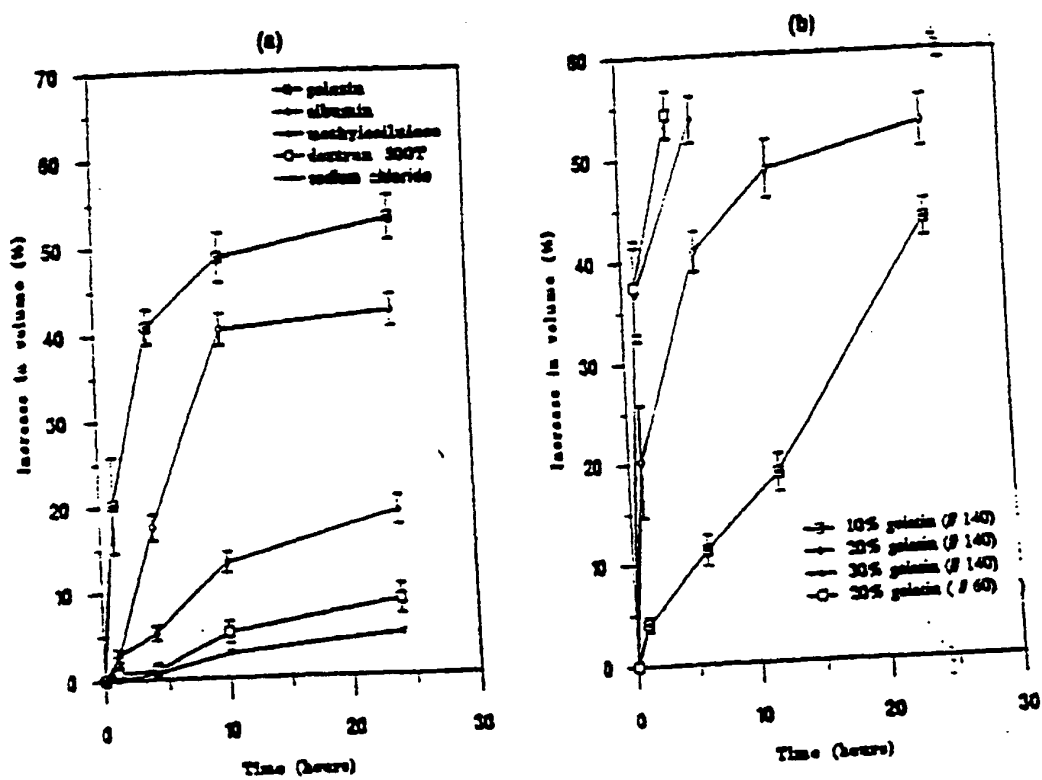 (a)
70
60
50
40
30
20
10
0
Increase in volume (%)
gelatin
albumin
methylcellulose
dextran 500T
sodium chloride
0
10
20
30
Time (hours)
(b)
60
50
40
30
20
10
0
Increase in volume (%)
10% gelatin (# 140)
20% gelatin (# 140)
30% gelatin (# 140)
20% gelatin ( # 60)
0
10
20
30
Time (hours)